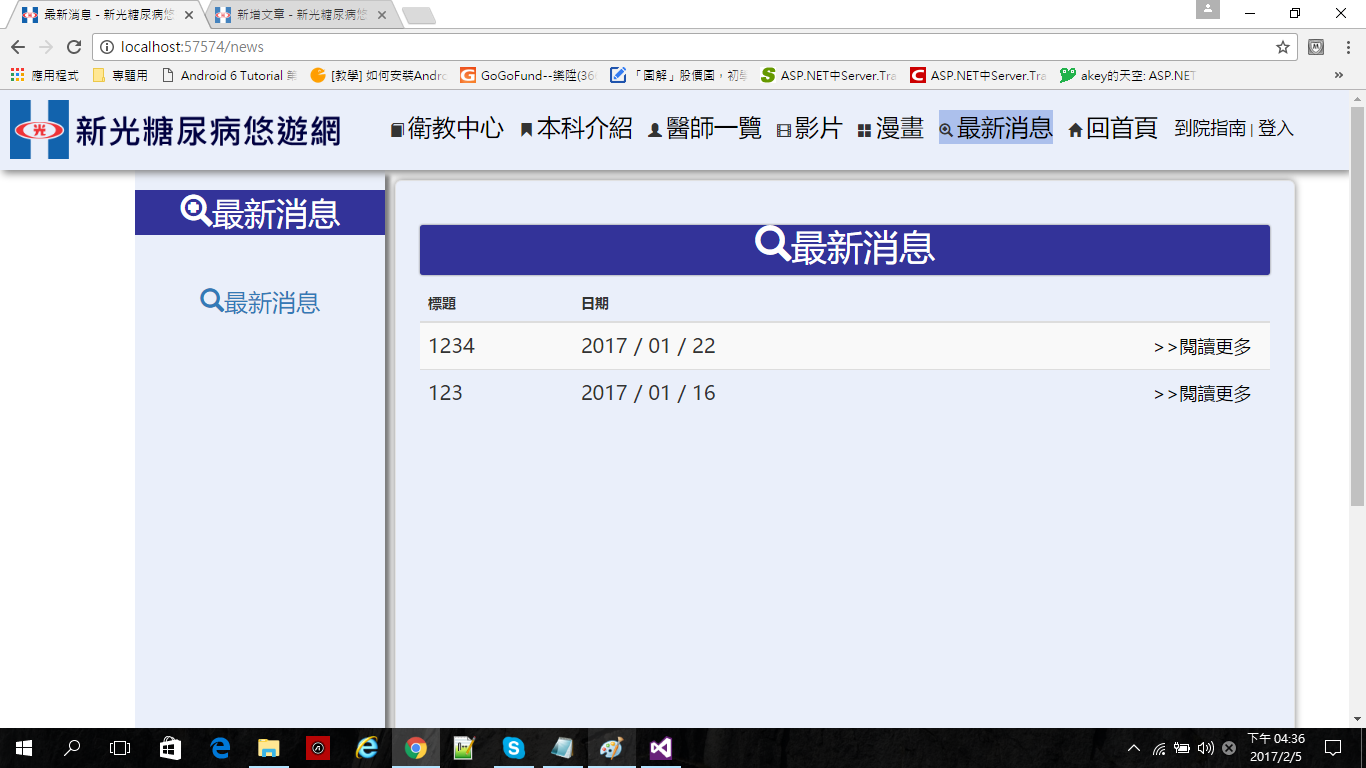 最新消息 - 新光糖尿病悠
新增文章 - 新光糖尿病悠
localhost:57574/news
應用程式
專題用
Android 6 Tutorial
[教學] 如何安裝Andr
GoGoFund--樂陞(36
「圖解」股價圖，初
ASP.NET中Server.Tra
ASP.NET中Server.Tra
akey的天空: ASP.NET
»
光
新光糖尿病悠遊網
衛教中心 本科介紹 醫師一覽 影片 漫畫 最新消息 回首頁 到院指南 | 登入
最新消息
最新消息
最新消息
標題 日期
1234 2017 / 01 / 22 >>閱讀更多
123 2017 / 01 / 16 >>閱讀更多
下午 04:36
2017/2/5